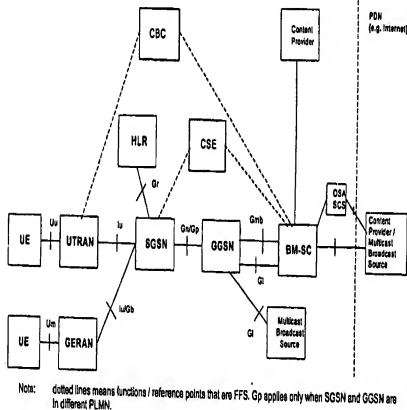 PDN
(e.g. Internet)
Content
Provider
CBC
HLR
CSE
Gr
OSA
SCS
Uu
Iu
Gn/Gp
Gmb
UE
UTRAN
SGSN
GGSN
BM-SC
Content
Provider /
Multicast
Broadcast
Source
Gi
Iu/Gb
Gi
Um
UE
GERAN
Multicast
Broadcast
Source
Note: dotted lines means functions / reference points that are FFS. Gp applies only when SGSN and GGSN are
in different PLMN.